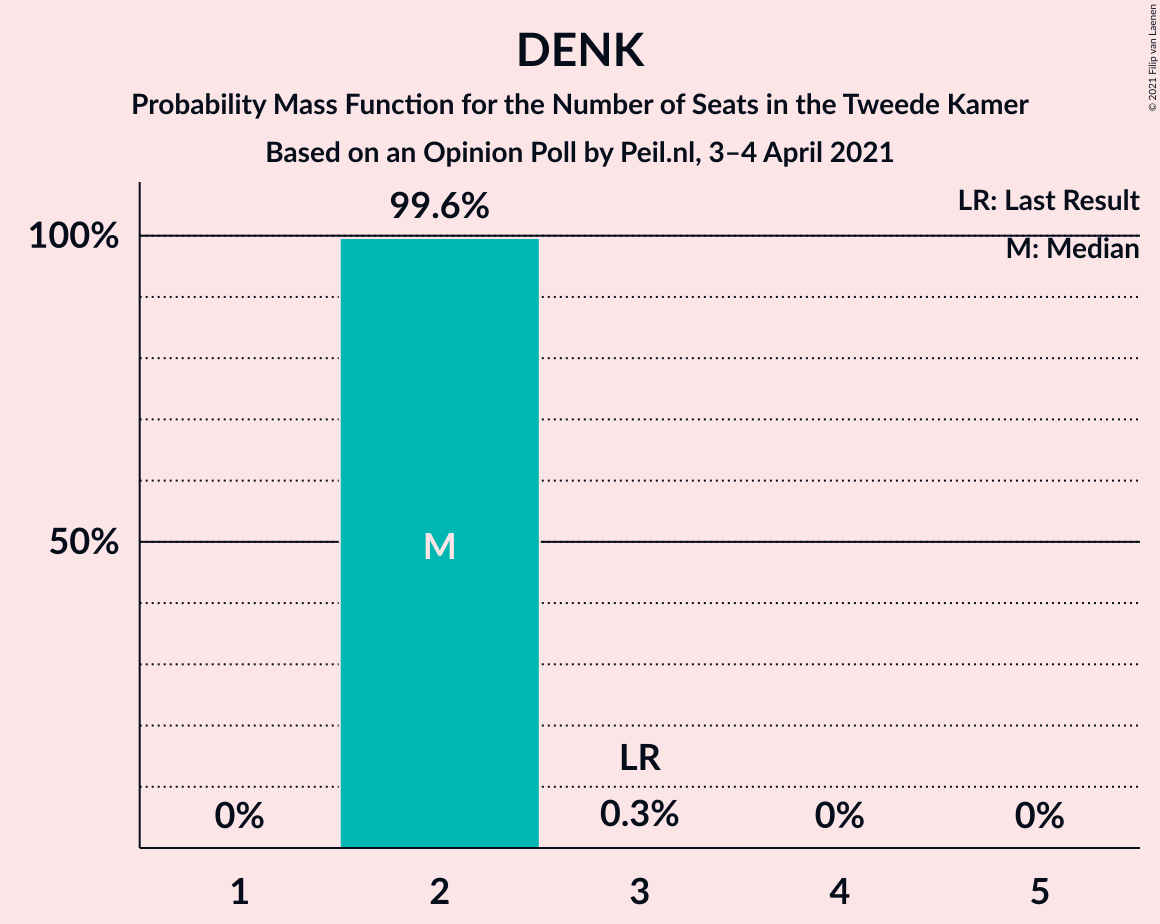 DENK
Probability Mass Function for the Number of Seats in the Tweede Kamer
Based on an Opinion Poll by Peil.nl, 3–4 April 2021
© 2021 Filip van Laenen
LR: Last Result
M: Median
99.6%
100%
50%
M
LR
0%
0.3%
0%
0%
1
2
3
4
5